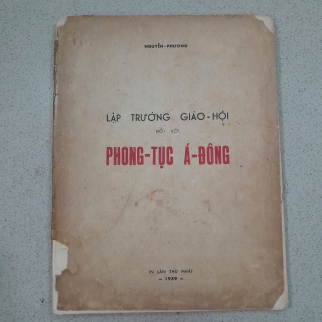 NGUYỄN-PHƯƠNG
LẬP TRƯỜNG GIÁO-HỘI
ĐỐI VỚI
PHONG-TỤC Á-ĐÔNG
IN LẦN THỨ NHẤT
– 1959 –